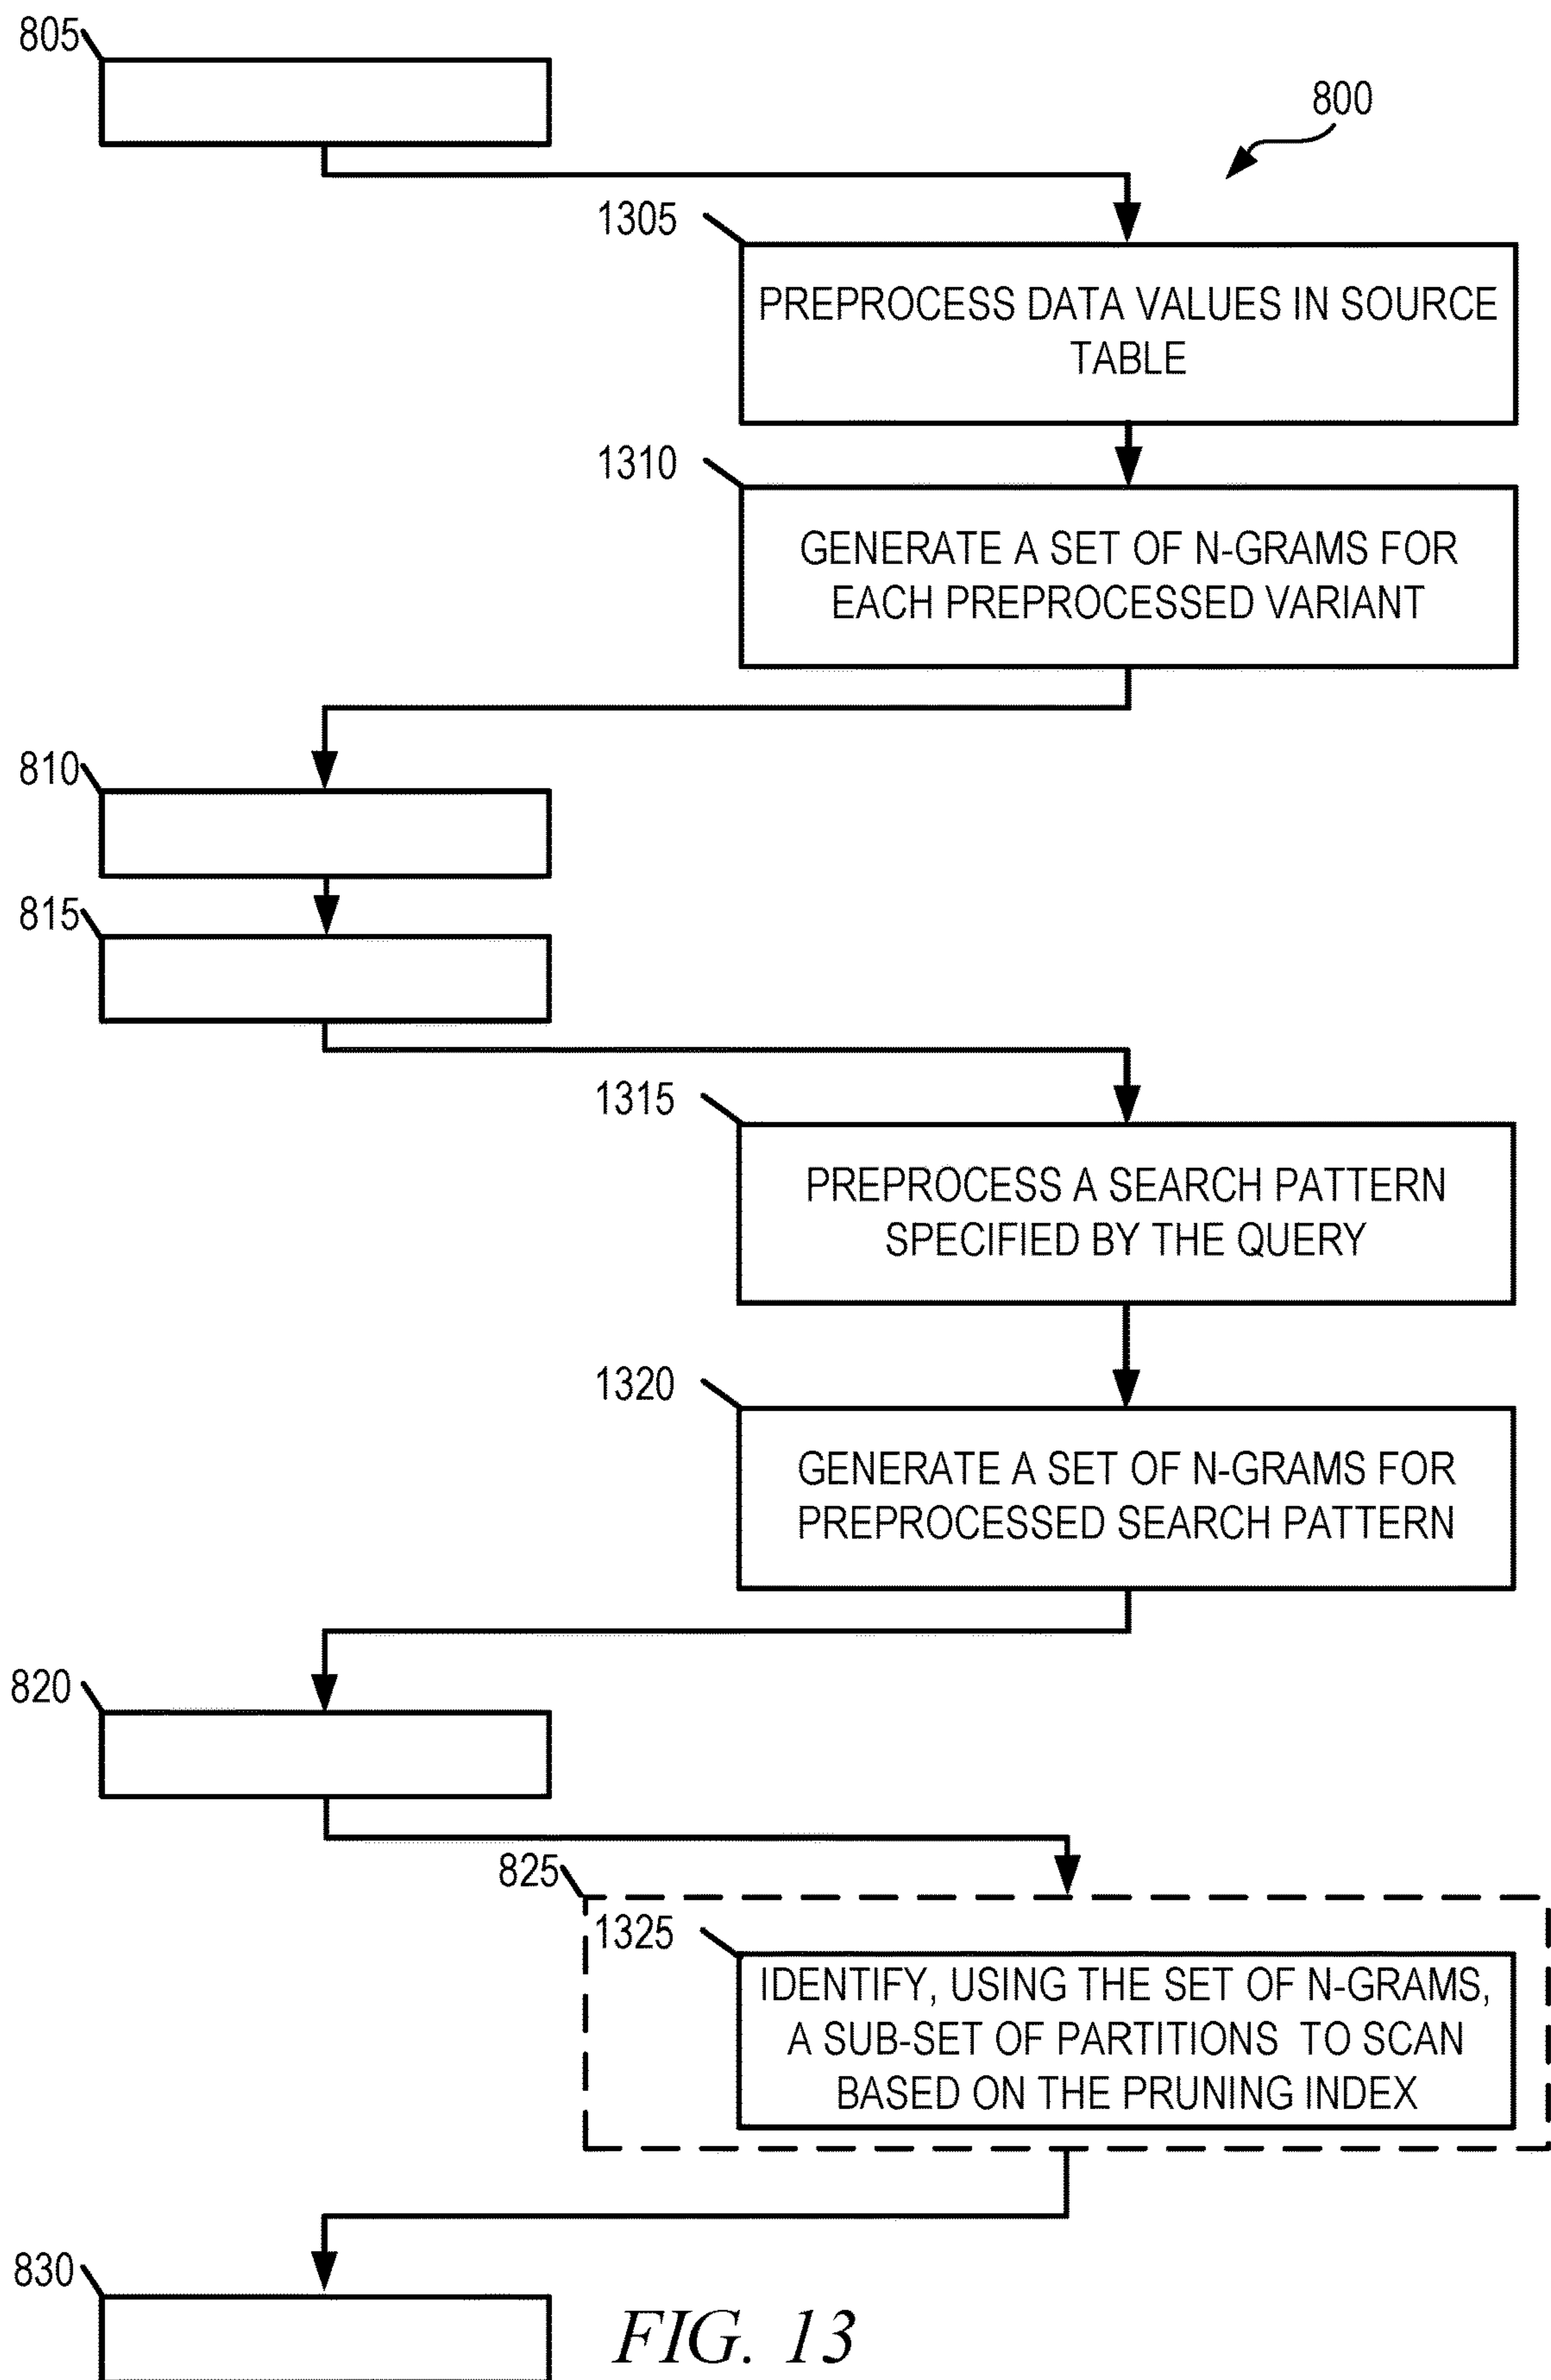 805
800
1305
PREPROCESS DATA VALUES IN SOURCE
TABLE
1310
GENERATE A SET OF N-GRAMS FOR
EACH PREPROCESSED VARIANT
810
815
1315
PREPROCESS A SEARCH PATTERN
SPECIFIED BY THE QUERY
1320
GENERATE A SET OF N-GRAMS FOR
PREPROCESSED SEARCH PATTERN
820
825
1325
IDENTIFY, USING THE SET OF N-GRAMS,
A SUB-SET OF PARTITIONS TO SCAN
BASED ON THE PRUNING INDEX
830
FIG. 13